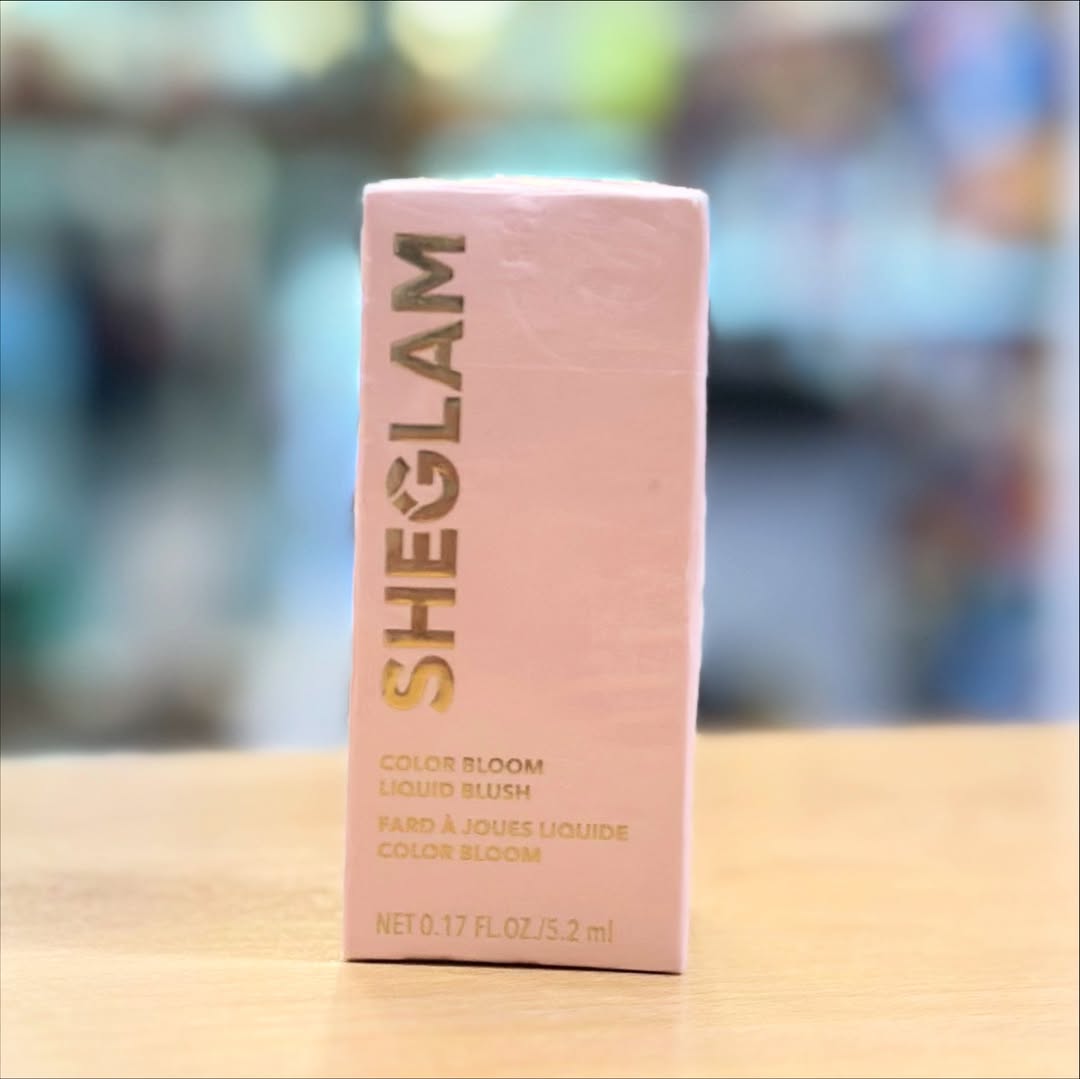 SHEGLAM
COLOR BLOOM
LIQUID BLUSH
FARD À JOUES LIQUIDE
COLOR BLOOM
NET 0.17 FL.OZ./5.2 ml